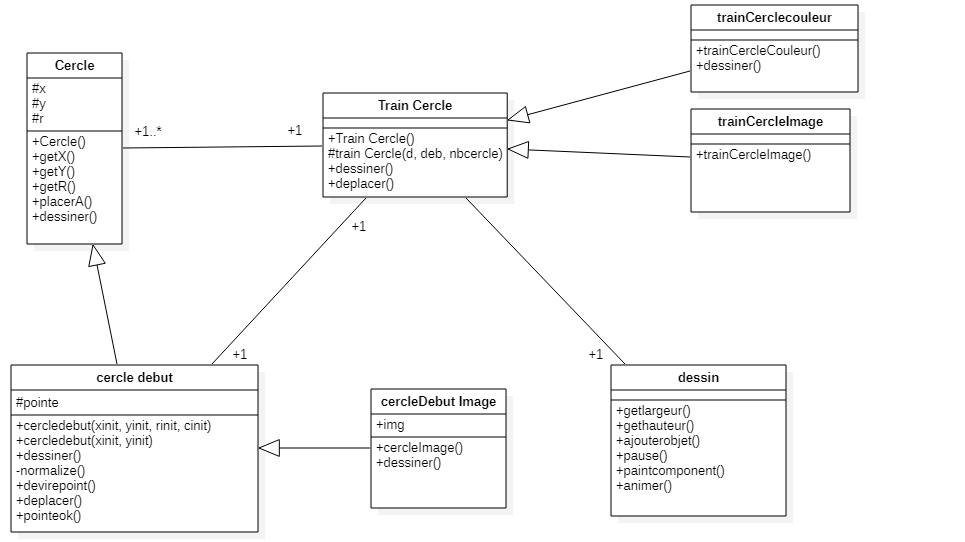 trainCerclecouleur
+trainCercleCouleur()
+dessiner()
Cercle
#x
#y
#r
+Cercle()
+getX()
+getY()
+getR()
+placerA()
+dessiner()
+1..*
+1
Train Cercle
+Train Cercle()
#train Cercle(d, deb, nbcercle)
+dessiner()
+deplacer()
trainCercleImage
+trainCercleImage()
+1
+1
+1
cercle debut
#pointe
+cercledebut(xinit, yinit, rinit, cinit)
+cercledebut(xinit, yinit)
+dessiner()
-normalize()
+devirepoint()
+deplacer()
+pointeok()
cercleDebut Image
+img
+cercleImage()
+dessiner()
dessin
+getlargeur()
+gethauteur()
+ajouterobjet()
+pause()
+paintcomponent()
+animer()